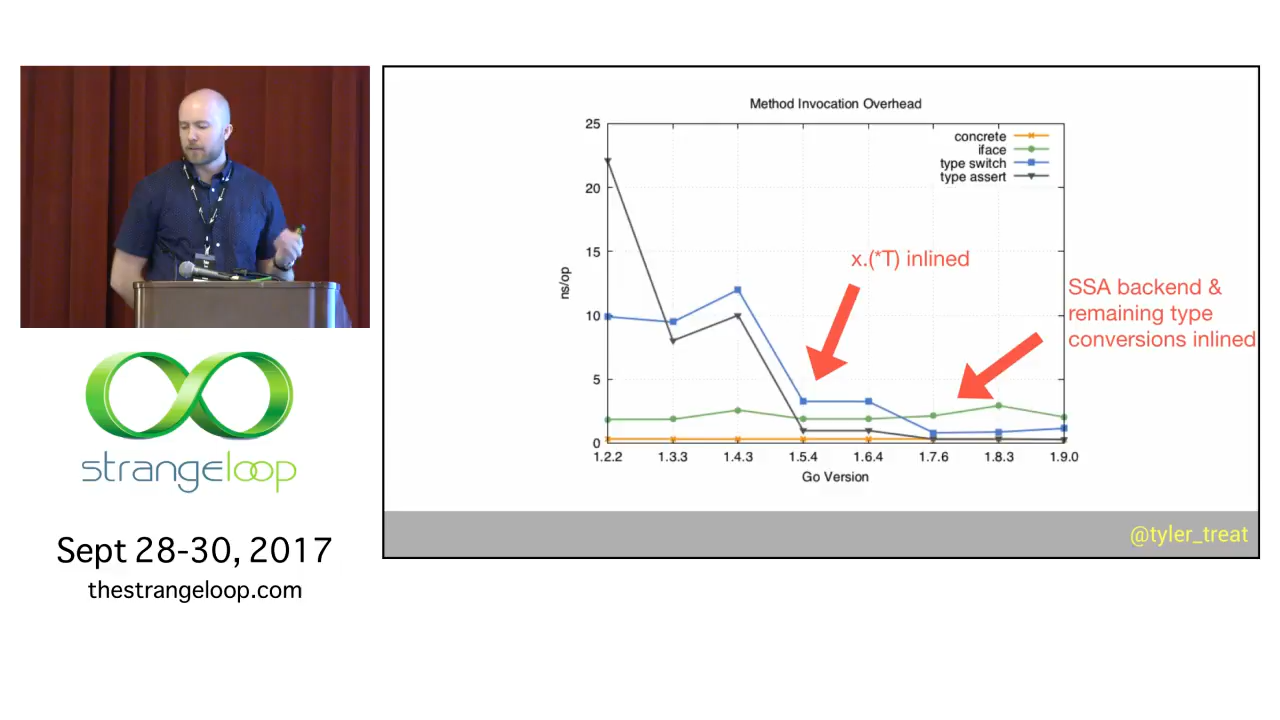 strangeloop
Sept 28-30, 2017
thestrangeloop.com
Method Invocation Overhead
25
20
15
10
5
0
ns/op
concrete
iface
type switch
type assert
x.(*T) inlined
SSA backend &
remaining type
conversions inlined
1.2.2 1.3.3 1.4.3 1.5.4 1.6.4 1.7.6 1.8.3 1.9.0
Go Version
@tyler_treat